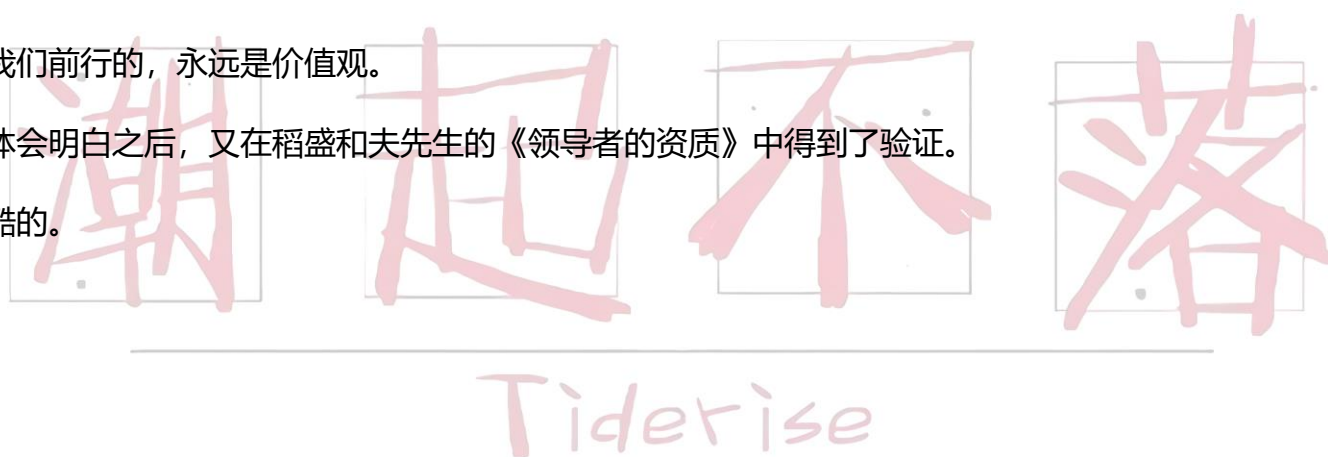 我们前行的，永远是价值观。
体会明白之后，又在稻盛和夫先生的《领导者的资质》中得到了验证。
酷的。
潮起不落
Tiderise